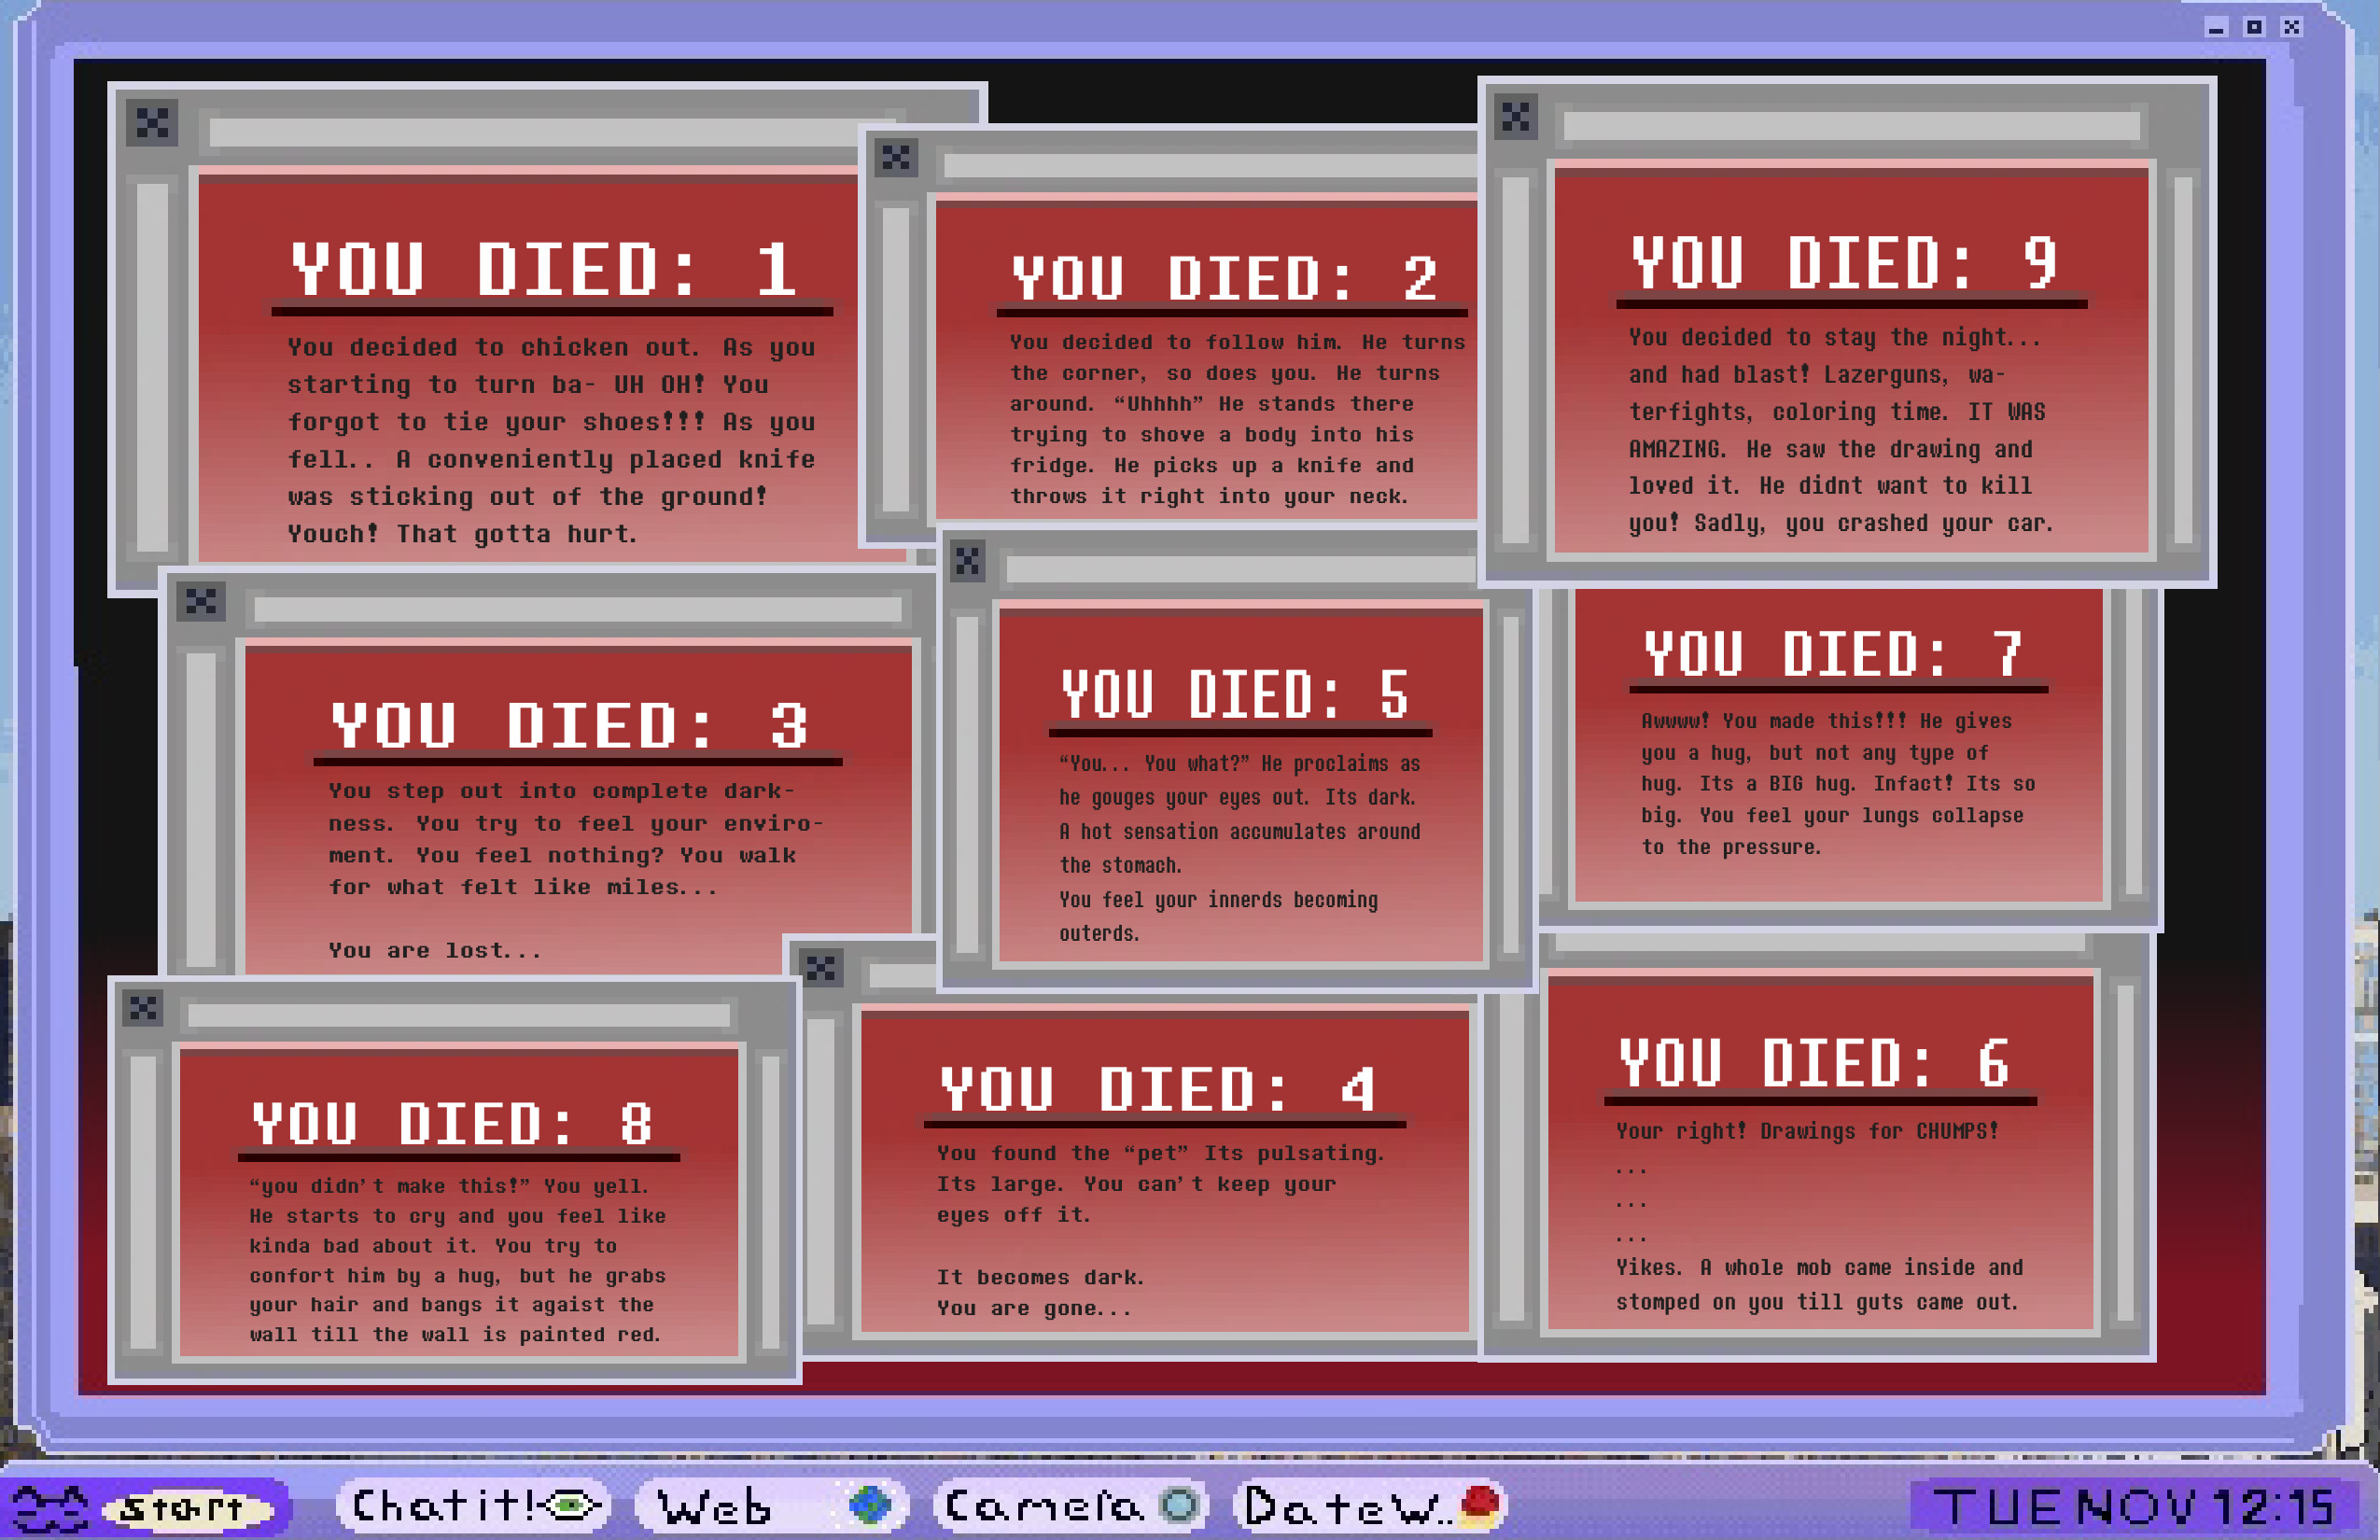 YOU DIED: 1
You decided to chicken out. As you
starting to turn ba- UH OH! You
forgot to tie your shoes!!! As you
fell.. A conveniently placed knife
was sticking out of the ground!
Youch! That gotta hurt.
YOU DIED: 2
You decided to follow him. He turns
the corner, so does you. He turns
around. “Uhhhh” He stands there
trying to shove a body into his
fridge. He picks up a knife and
throws it right into your neck.
YOU DIED: 9
You decided to stay the night...
and had blast! Lazerguns, wa-
terfights, coloring time. IT WAS
AMAZING. He saw the drawing and
loved it. He didnt want to kill
you! Sadly, you crashed your car.
YOU DIED: 3
You step out into complete dark-
ness. You try to feel your enviro-
ment. You feel nothing? You walk
for what felt like miles...
You are lost...
YOU DIED: 5
“You... You what?” He proclaims as
he gouges your eyes out. Its dark.
A hot sensation accumulates around
the stomach.
You feel your innerds becoming
outerds.
YOU DIED: 7
Awwww! You made this!!! He gives
you a hug, but not any type of
hug. Its a BIG hug. Infact! Its so
big. You feel your lungs collapse
to the pressure.
YOU DIED: 8
“you didn’t make this!” You yell.
He starts to cry and you feel like
kinda bad about it. You try to
confort him by a hug, but he grabs
your hair and bangs it agaist the
wall till the wall is painted red.
YOU DIED: 4
You found the “pet” Its pulsating.
Its large. You can’t keep your
eyes off it.
It becomes dark.
You are gone...
YOU DIED: 6
Your right! Drawings for CHUMPS!
...
...
...
Yikes. A whole mob came inside and
stomped on you till guts came out.
start
Chatit!
Web
Camera
DateW..
TUE NOV 12:15